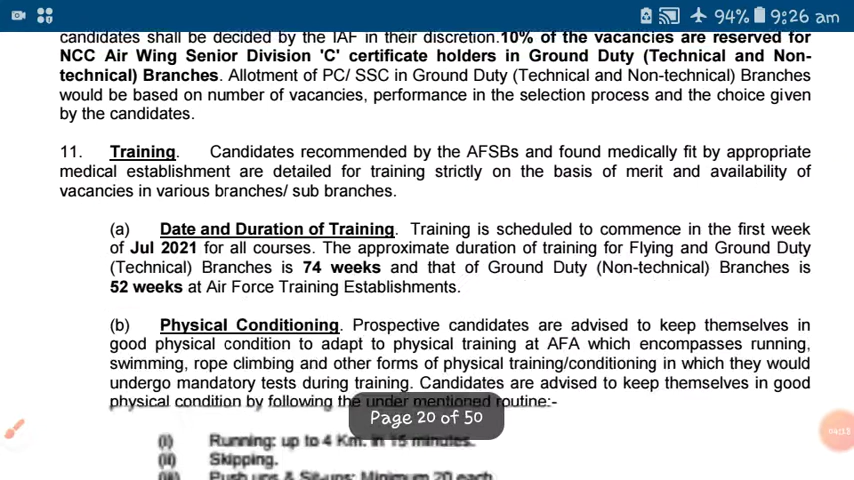 94% 9:26 am
candidates shall be decided by the IAF in their discretion.10% of the vacancies are reserved for
NCC Air Wing Senior Division 'C' certificate holders in Ground Duty (Technical and Non-
technical) Branches. Allotment of PC/ SSC in Ground Duty (Technical and Non-technical) Branches
would be based on number of vacancies, performance in the selection process and the choice given
by the candidates.
11. Training. Candidates recommended by the AFSBs and found medically fit by appropriate
medical establishment are detailed for training strictly on the basis of merit and availability of
vacancies in various branches/ sub branches.
(a) Date and Duration of Training. Training is scheduled to commence in the first week
of Jul 2021 for all courses. The approximate duration of training for Flying and Ground Duty
(Technical) Branches is 74 weeks and that of Ground Duty (Non-technical) Branches is
52 weeks at Air Force Training Establishments.
(b) Physical Conditioning. Prospective candidates are advised to keep themselves in
good physical condition to adapt to physical training at AFA which encompasses running,
swimming, rope climbing and other forms of physical training/conditioning in which they would
undergo mandatory tests during training. Candidates are advised to keep themselves in good
physical condition by following the under mentioned routine:-
Page 20 of 50
(i) Running: up to 4 Km. in 15 minutes.
(ii) Skipping.
(iii) Push ups & Sit-ups: Minimum 20 each